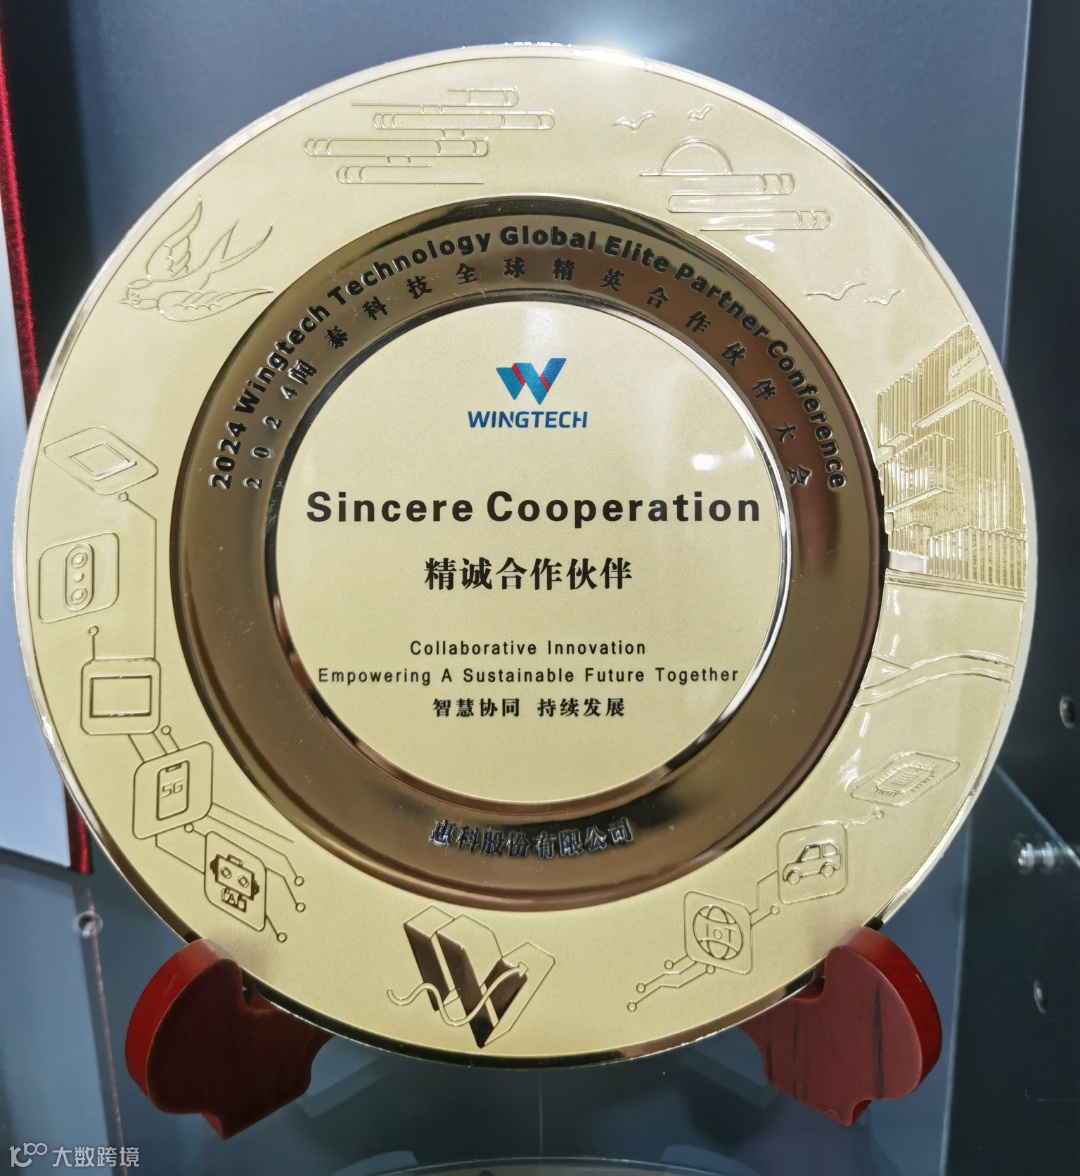 2024 Wingtech Technology Global Elite Partner Conference
2024闻泰科技全球精英合作伙伴大会
WINGTECH
Sincere Cooperation
精诚合作伙伴
Collaborative Innovation
Empowering A Sustainable Future Together
智慧协同 持续发展
惠科股份有限公司
5G
AI
IoT
大数跨境